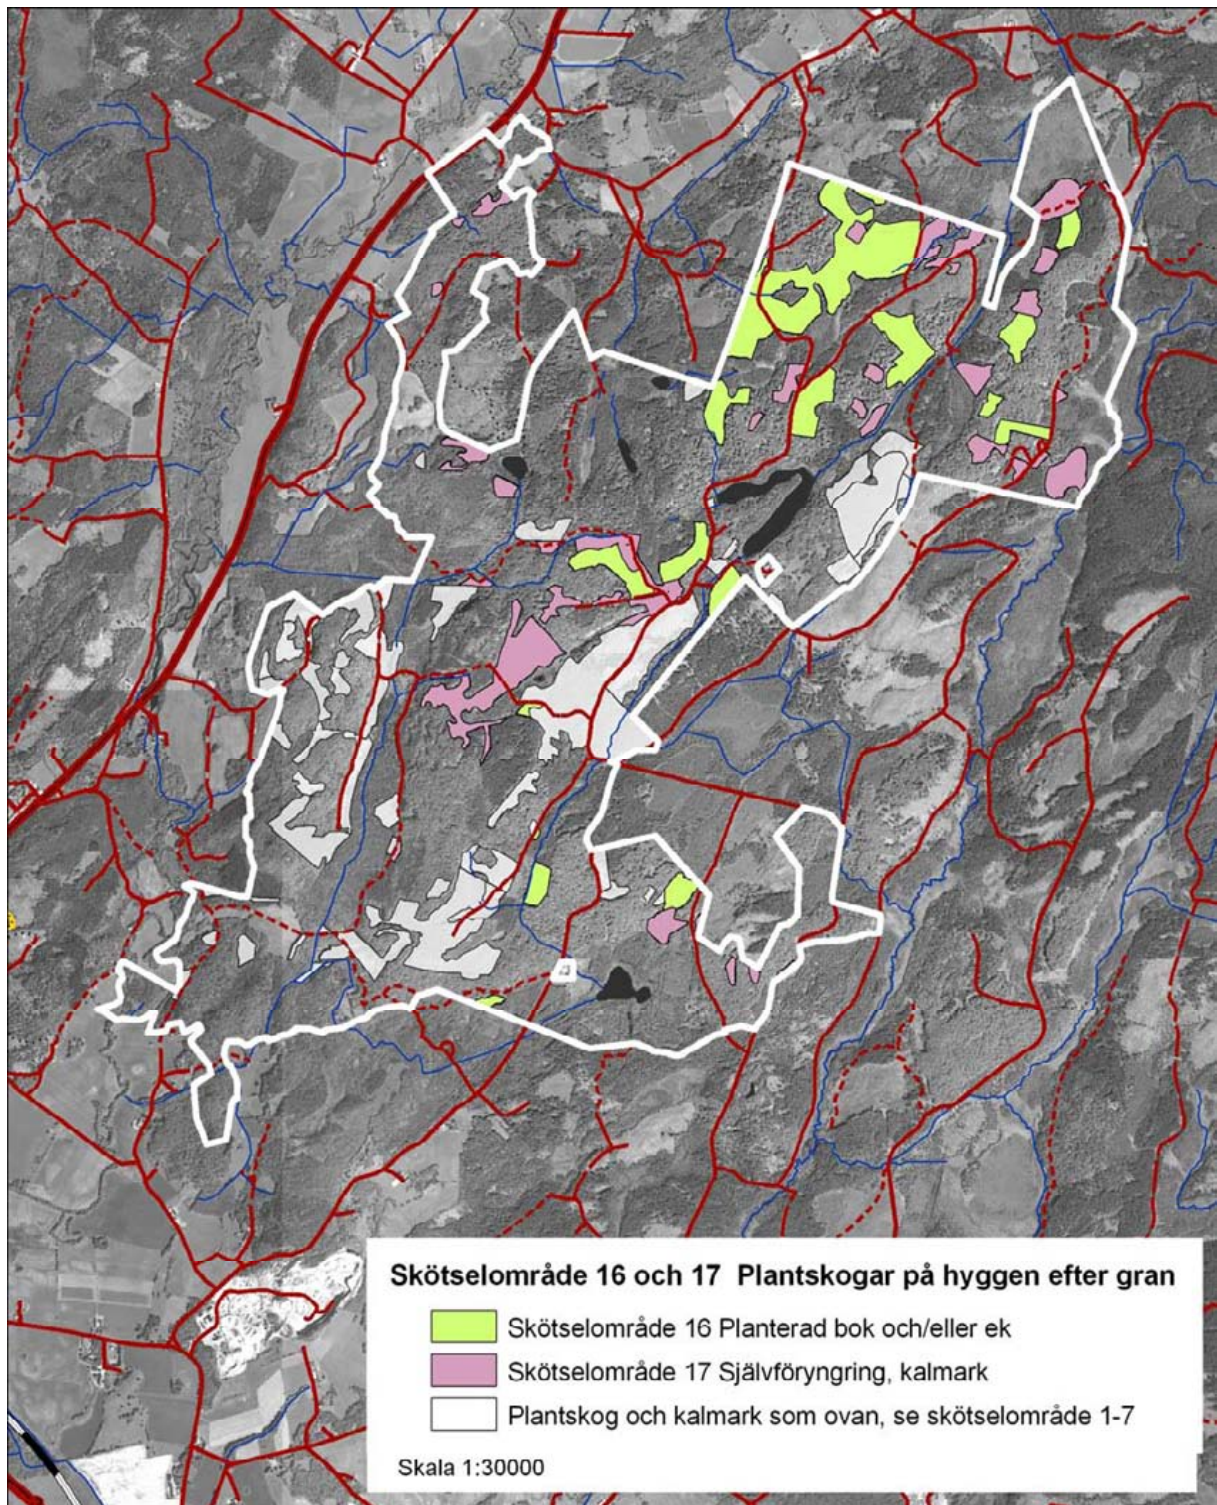 Skötselområde 16 och 17 Plantskogar på hyggen efter gran
Skötselområde 16 Planterad bok och/eller ek
Skötselområde 17 Självföryngring, kalmark
Plantskog och kalmark som ovan, se skötselområde 1-7
Skala 1:30000